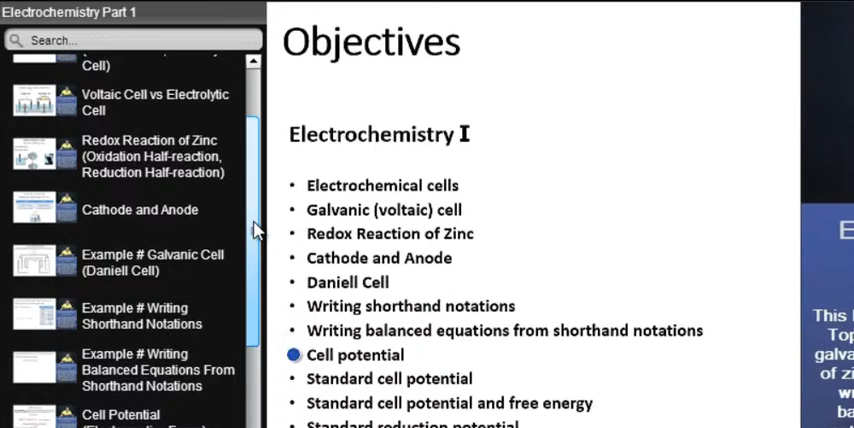 Electrochemistry Part 1
Search...
Cell)
Voltaic Cell vs Electrolytic
Cell
Redox Reaction of Zinc
(Oxidation Half-reaction,
Reduction Half-reaction)
Cathode and Anode
Example # Galvanic Cell
(Daniell Cell)
Example # Writing
Shorthand Notations
Example # Writing
Balanced Equations From
Shorthand Notations
Cell Potential
Objectives
Electrochemistry I
• Electrochemical cells
• Galvanic (voltaic) cell
• Redox Reaction of Zinc
• Cathode and Anode
• Daniell Cell
• Writing shorthand notations
• Writing balanced equations from shorthand notations
Cell potential
• Standard cell potential
• Standard cell potential and free energy
• Standard reduction potential
E
This
Top
galva
of zi
w
ba